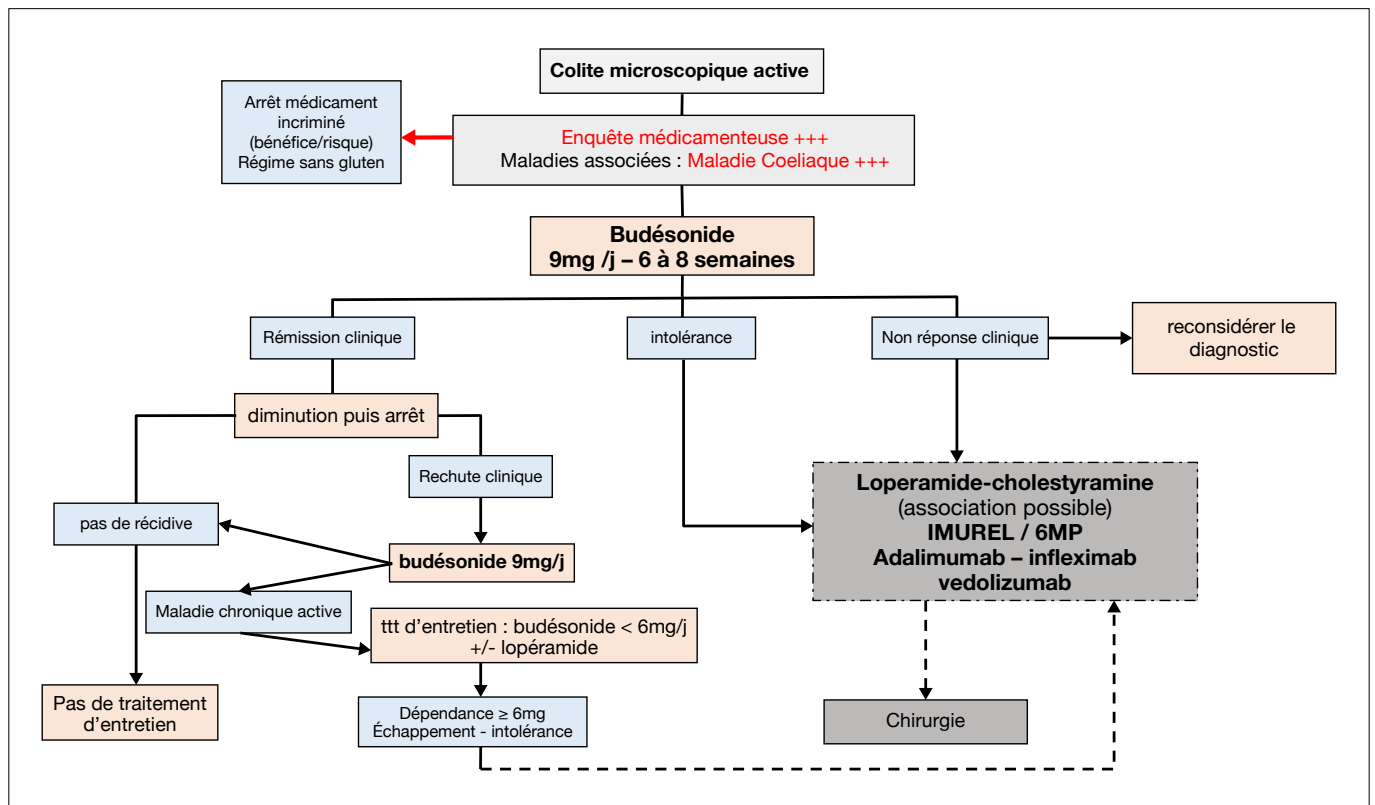 Colite microscopique active
Arrêt médicament
incriminé
(bénéfice/risque)
Régime sans gluten
Enquête médicamenteuse +++
Maladies associées : Maladie Coeliaque +++
Budésonide
9mg /j – 6 à 8 semaines
Rémission clinique
intolérance
Non réponse clinique
reconsidérer le
diagnostic
diminution puis arrêt
Rechute clinique
Loperamide-cholestyramine
(association possible)
IMUREL / 6MP
Adalimumab – infleximab
vedolizumab
pas de récidive
budésonide 9mg/j
Maladie chronique active
ttt d'entretien : budésonide < 6mg/j
+/- lopéramide
Pas de traitement
d'entretien
Dépendance ≥ 6mg
Échappement - intolérance
Chirurgie